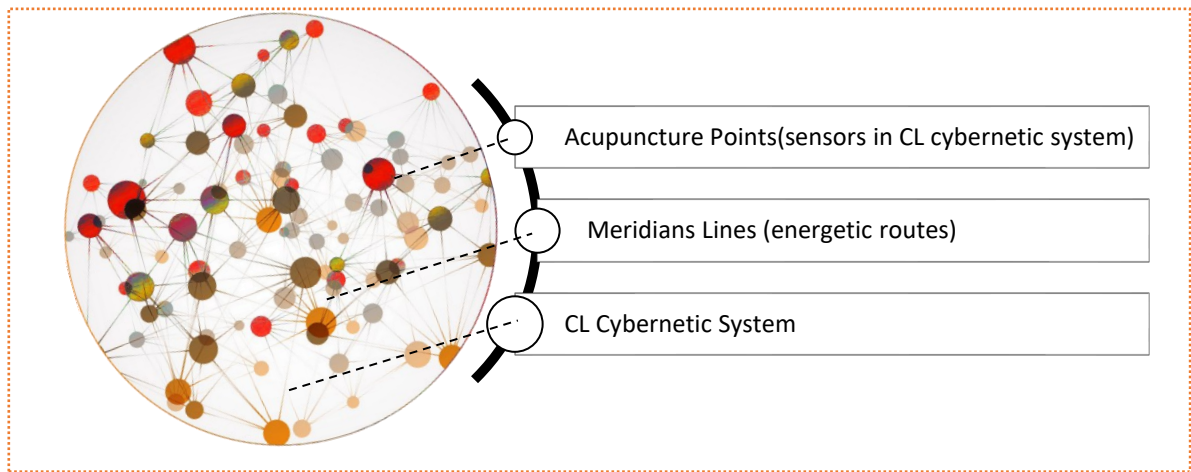 Acupuncture Points(sensors in CL cybernetic system)
Meridians Lines (energetic routes)
CL Cybernetic System